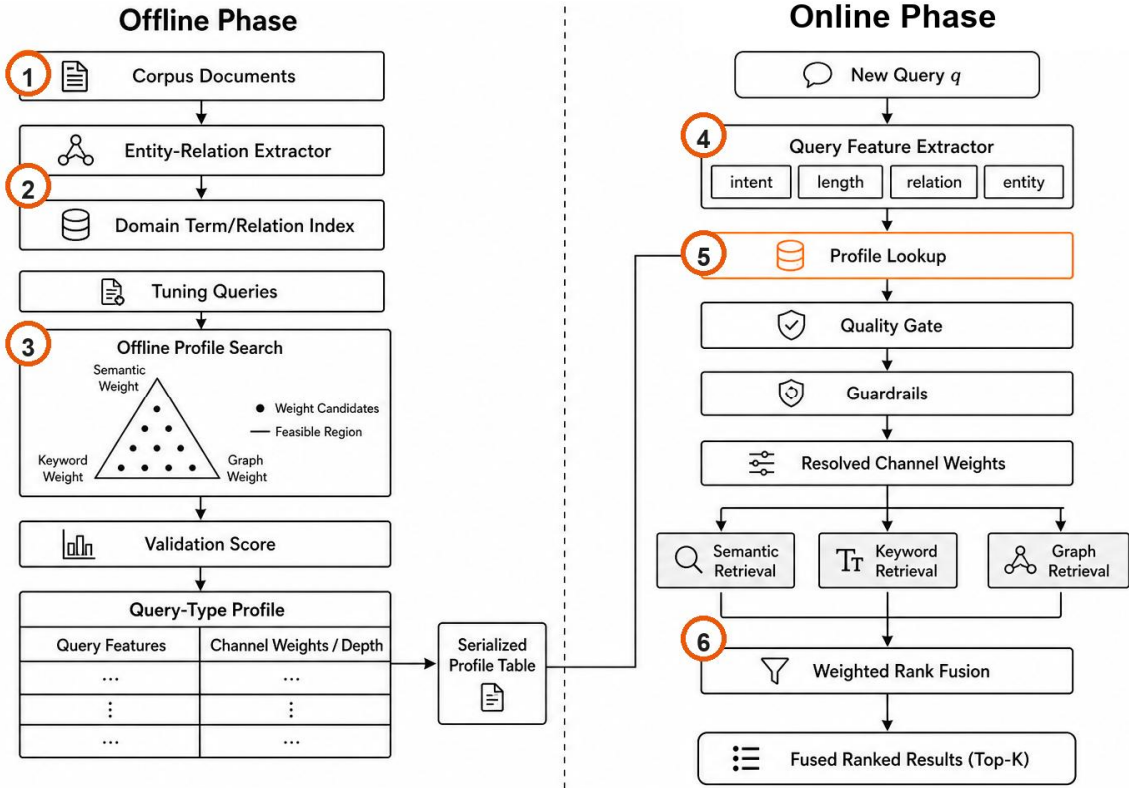 Offline Phase
1
Corpus Documents
Entity-Relation Extractor
2
Domain Term/Relation Index
Tuning Queries
3
Offline Profile Search
Semantic
Weight
Weight Candidates
Feasible Region
Keyword
Weight
Graph
Weight
Validation Score
Query-Type Profile
Query Features
Channel Weights / Depth
...
...
⋮
⋮
...
...
Serialized
Profile Table
Online Phase
New Query q
4
Query Feature Extractor
intent
length
relation
entity
5
Profile Lookup
Quality Gate
Guardrails
Resolved Channel Weights
Semantic
Retrieval
TT
Keyword
Retrieval
Graph
Retrieval
6
Weighted Rank Fusion
Fused Ranked Results (Top-K)